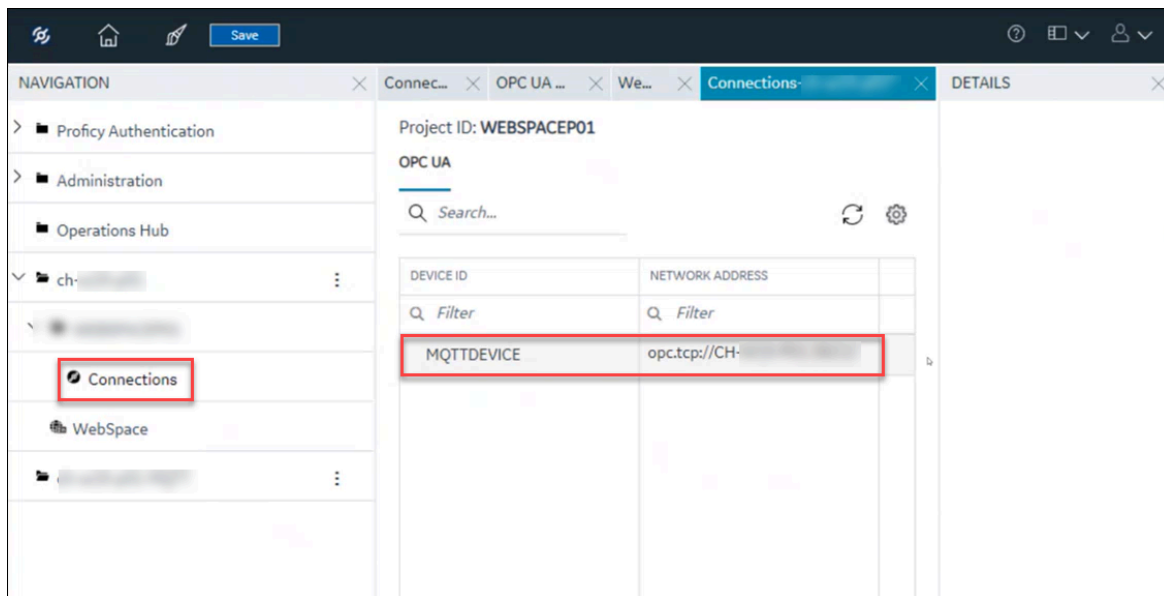 Save
NAVIGATION
Connec... OPC UA ... We... Connections- DETAILS
Proficy Authentication
Administration
Operations Hub
ch-
Connections
WebSpace
Project ID: WEBSPACEP01
OPC UA
Search...
DEVICE ID NETWORK ADDRESS
Filter Filter
MQTTDEVICE opc.tcp://CH-